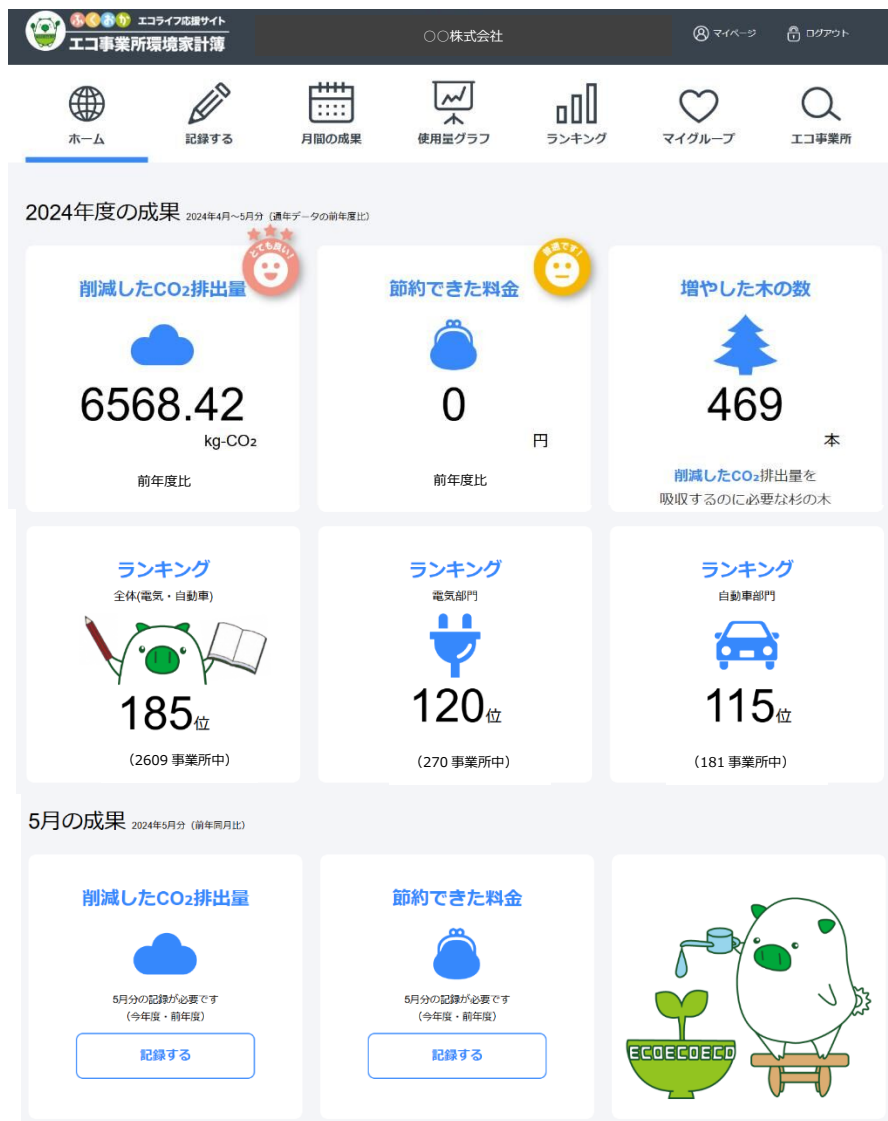 ふくおか エコライフ応援サイト
エコ事業所環境家計簿
〇〇株式会社
マイページ
ログアウト
ホーム
記録する
月間の成果
使用量グラフ
ランキング
マイグループ
エコ事業所
2024年度の成果 2024年4月～5月分（通年データの前年度比）
とても良い!
削減したCO₂排出量
6568.42
kg-CO₂
前年度比
普通です!
節約できた料金
0
円
前年度比
増やした木の数
469
本
削減したCO₂排出量を
吸収するのに必要な杉の木
ランキング
全体(電気・自動車)
185位
（2609 事業所中）
ランキング
電気部門
120位
（270 事業所中）
ランキング
自動車部門
115位
（181 事業所中）
5月の成果 2024年5月分（前年同月比）
削減したCO₂排出量
5月分の記録が必要です
（今年度・前年度）
記録する
節約できた料金
5月分の記録が必要です
（今年度・前年度）
記録する
ECOECOECO